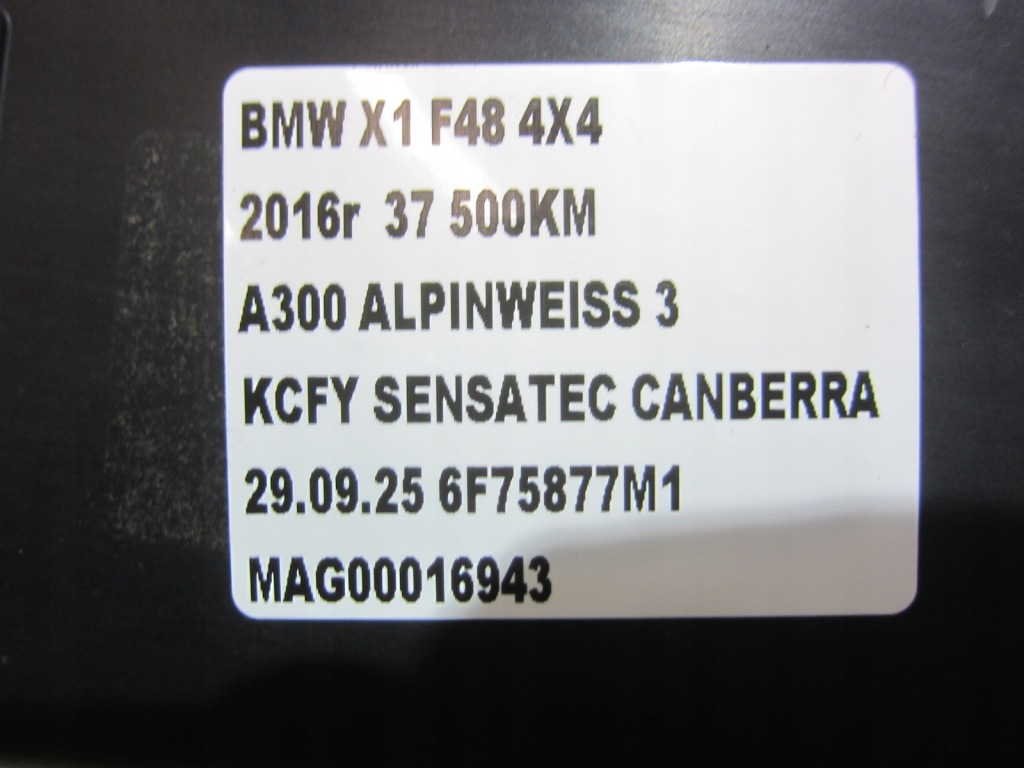 BMW X1 F48 4X4
2016r 37 500KM
A300 ALPINWEISS 3
KCFY SENSATEC CANBERRA
29.09.25 6F75877M1
MAG00016943